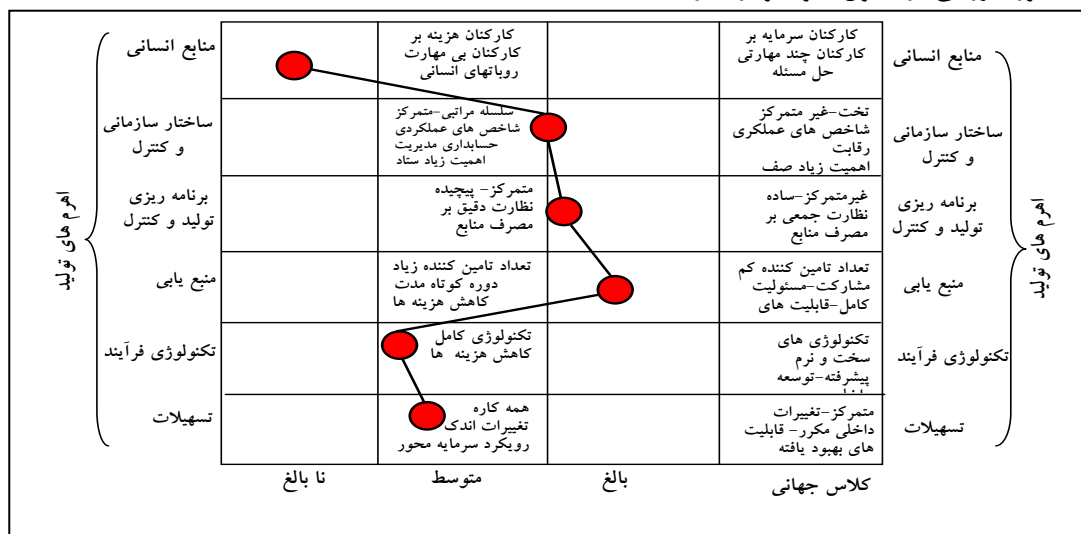 منابع انسانی
کارکنان سرمایه بر
کارکنان چند مهارتی
حل مسئله
کارکنان هزینه بر
کارکنان بی مهارت
روباتهای انسانی
منابع انسانی
ساختار سازمانی
و کنترل
تخت-غیر متمرکز
شاخص های عملکری
رقابت
اهمیت زیاد صف
سلسله مراتبی-متمرکز
شاخص های عملکردی
حسابداری مدیریت
اهمیت زیاد ستاد
ساختار سازمانی
و کنترل
برنامه ریزی
تولید و کنترل
غیرمتمرکز-ساده
نظارت جمعی بر
مصرف منابع
متمرکز- پیچیده
نظارت دقیق بر
مصرف منابع
برنامه ریزی
تولید و کنترل
منبع یابی
تعداد تامین کننده کم
مشارکت-مسئولیت
کامل-قابلیت های
تعداد تامین کننده زیاد
دوره کوتاه مدت
کاهش هزینه ها
منبع یابی
تکنولوژی فرآیند
تکنولوژی های
سخت و نرم
پیشرفته-توسعه
تکنولوژی کامل
کاهش هزینه ها
تکنولوژی فرآیند
تسهیلات
متمرکز-تغییرات
داخلی مکرر- قابلیت
های بهبود یافته
همه کاره
تغییرات اندک
رویکرد سرمایه محور
تسهیلات
اهرم های تولید
اهرم های تولید
کلاس جهانی
بالغ
متوسط
نا بالغ